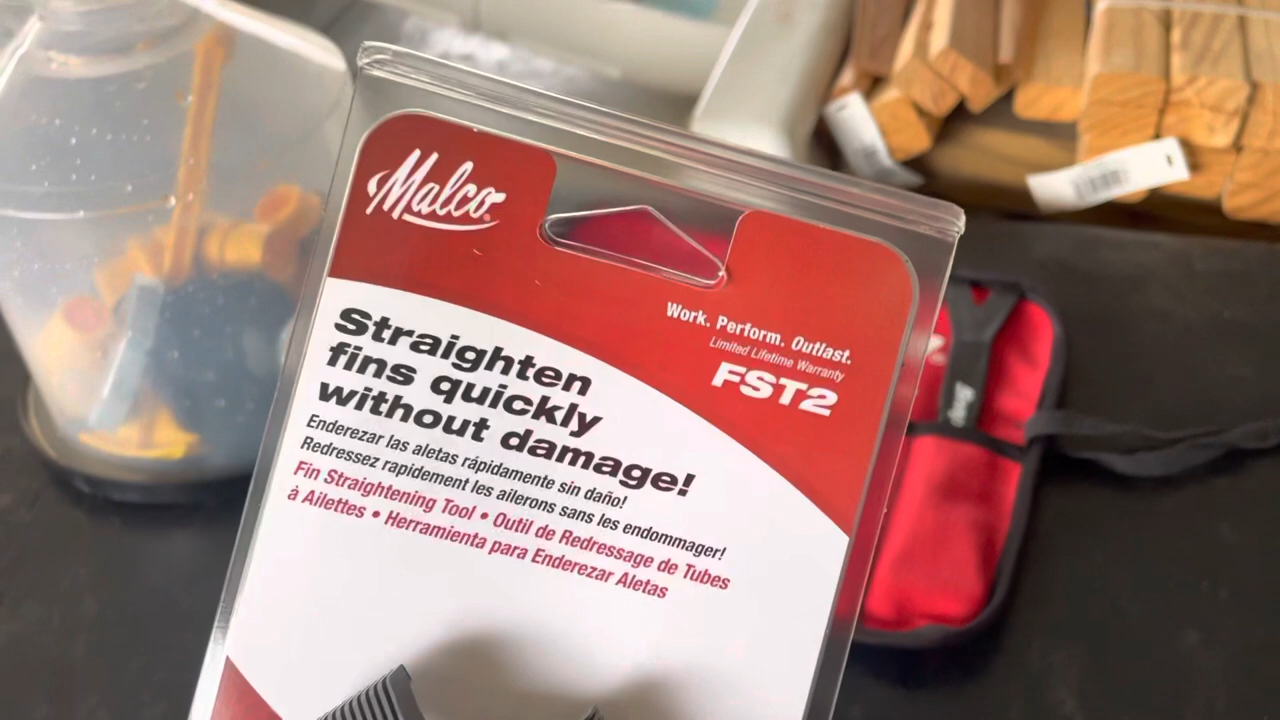 Malco
Work. Perform. Outlast.
Limited Lifetime Warranty
FST2
Straighten
fins quickly
without damage!
Enderezar las aletas rápidamente sin daño!
Redressez rapidement les ailerons sans les endommager!
Fin Straightening Tool • Outil de Redressage de Tubes
à Ailettes • Herramienta para Enderezar Aletas